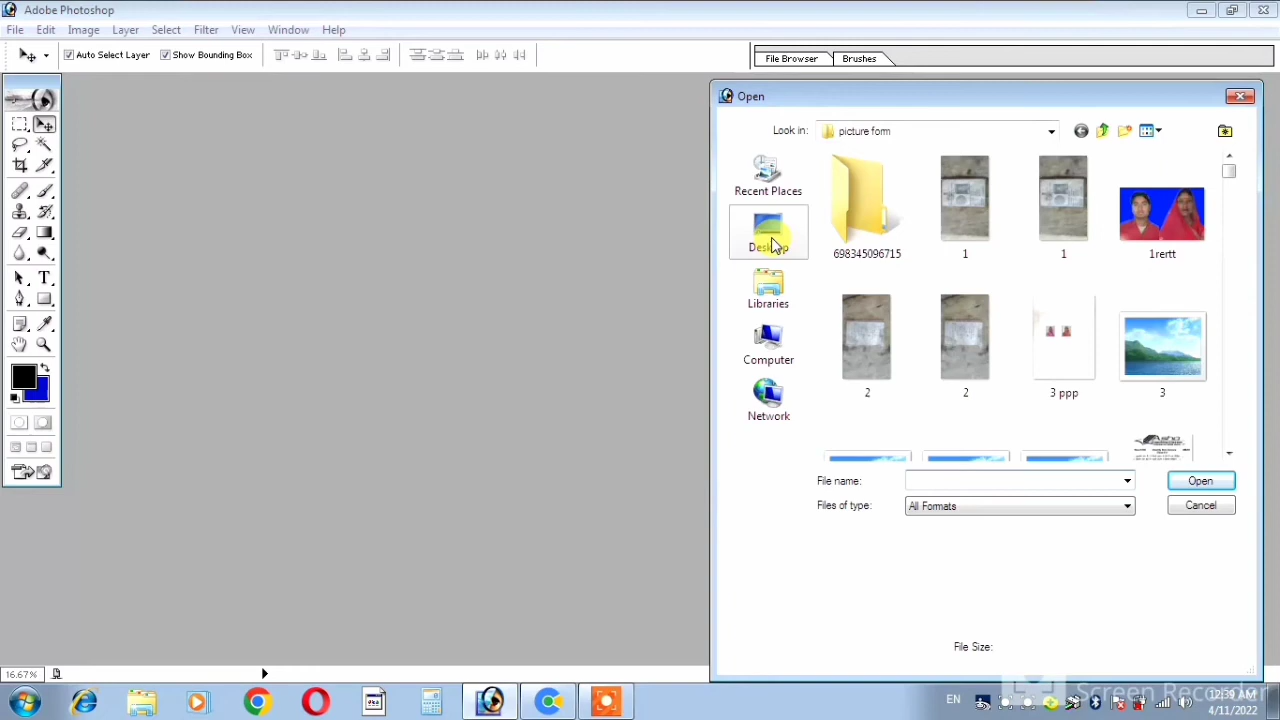 Adobe Photoshop
File Edit Image Layer Select Filter View Window Help
Auto Select Layer Show Bounding Box
File Browser Brushes
Open
Look in: picture form
Recent Places
Desktop
Libraries
Computer
Network
698345096715 1 1 1rertt
2 2 3 ppp 3
File name: Open
Files of type: All Formats Cancel
File Size:
16.67%
Screen Recorder
EN 12:39 AM
4/11/2022